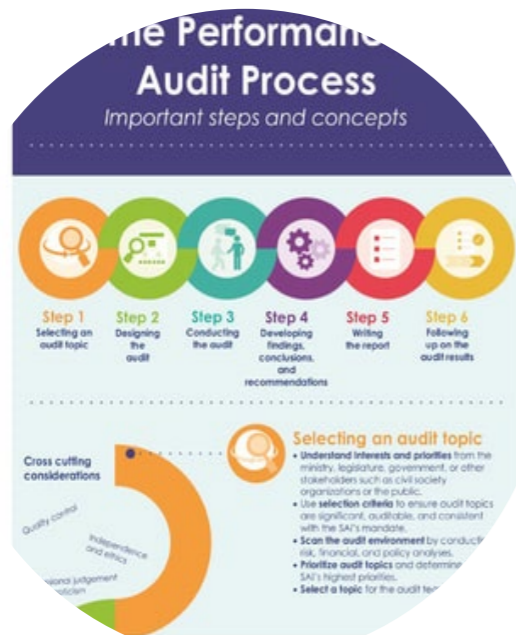 the Performance
Audit Process
Important steps and concepts
Step 1
Selecting an
audit topic
Step 2
Designing
the
audit
Step 3
Conducting
the audit
Step 4
Developing
findings,
conclusions,
and
recommendations
Step 5
Writing
the report
Step 6
Following
up on the
audit results
Cross cutting
considerations
Quality control
Independence
and ethics
judgement
Selecting an audit topic
• Understand interests and priorities from the
ministry, legislature, government, or other
stakeholders such as civil society
organizations or the public.
• Use selection criteria to ensure audit topics
are significant, auditable, and consistent
with the SAI's mandate.
• Scan the audit environment by
risk, financial, and policy analyses.
• Prioritize audit topics and determine
SAI's highest priorities.
• Select a topic for the audit